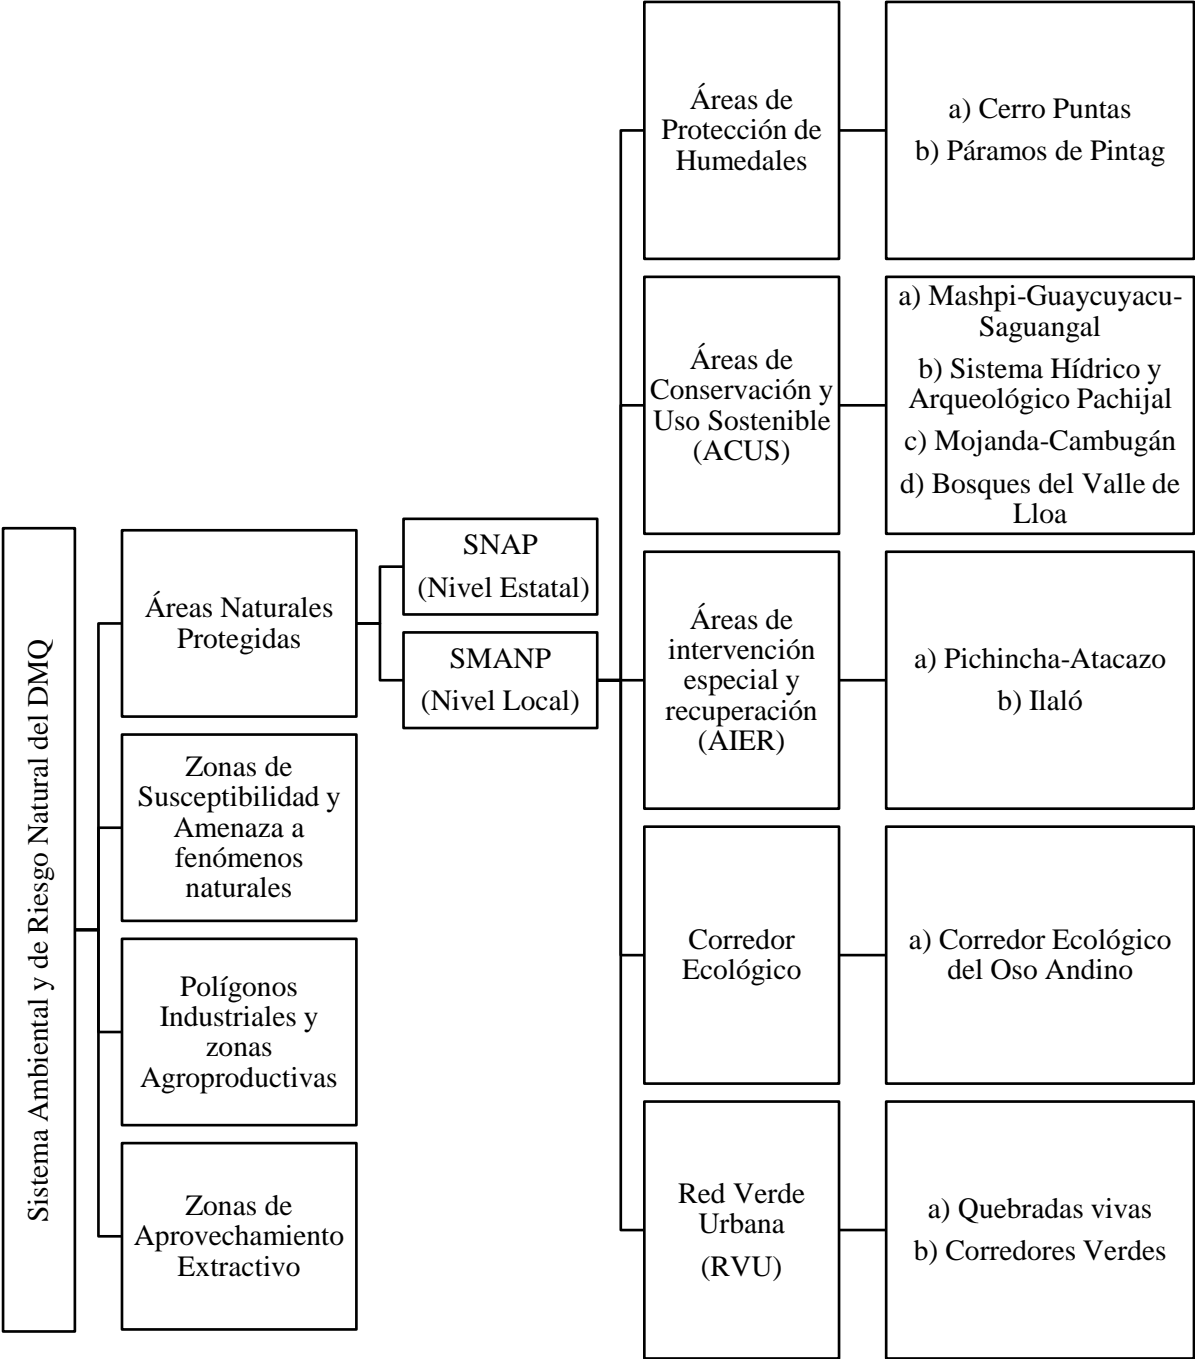 Sistema Ambiental y de Riesgo Natural del DMQ
Áreas Naturales
Protegidas
Zonas de
Susceptibilidad y
Amenaza a
fenómenos
naturales
Polígonos
Industriales y
zonas
Agroproductivas
Zonas de
Aprovechamiento
Extractivo
SNAP
(Nivel Estatal)
SMANP
(Nivel Local)
Áreas de
Protección de
Humedales
a) Cerro Puntas
b) Páramos de Pintag
Áreas de
Conservación y
Uso Sostenible
(ACUS)
a) Mashpi-Guaycuyacu-
Saguangal
b) Sistema Hídrico y
Arqueológico Pachijal
c) Mojanda-Cambugán
d) Bosques del Valle de
Lloa
Áreas de
intervención
especial y
recuperación
(AIER)
a) Pichincha-Atacazo
b) Ilaló
Corredor
Ecológico
a) Corredor Ecológico
del Oso Andino
Red Verde
Urbana
(RVU)
a) Quebradas vivas
b) Corredores Verdes